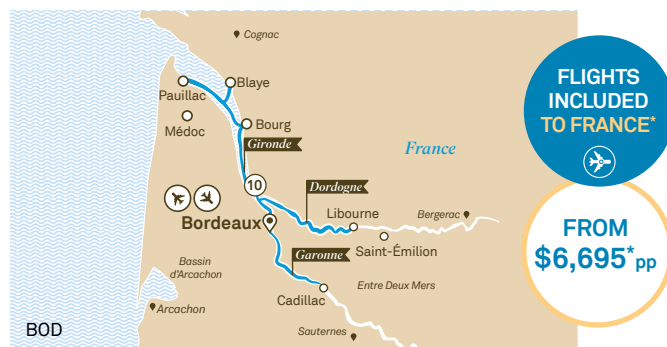 Cognac
Blaye
Pauillac
Médoc
Bourg
Gironde
France
10
Dordogne
Libourne
Bergerac
Bordeaux
Saint-Émilion
Garonne
Bassin
d'Arcachon
Entre Deux Mers
Cadillac
Arcachon
Sauternes
BOD
FLIGHTS
INCLUDED
TO FRANCE*
FROM
$6,695*pp